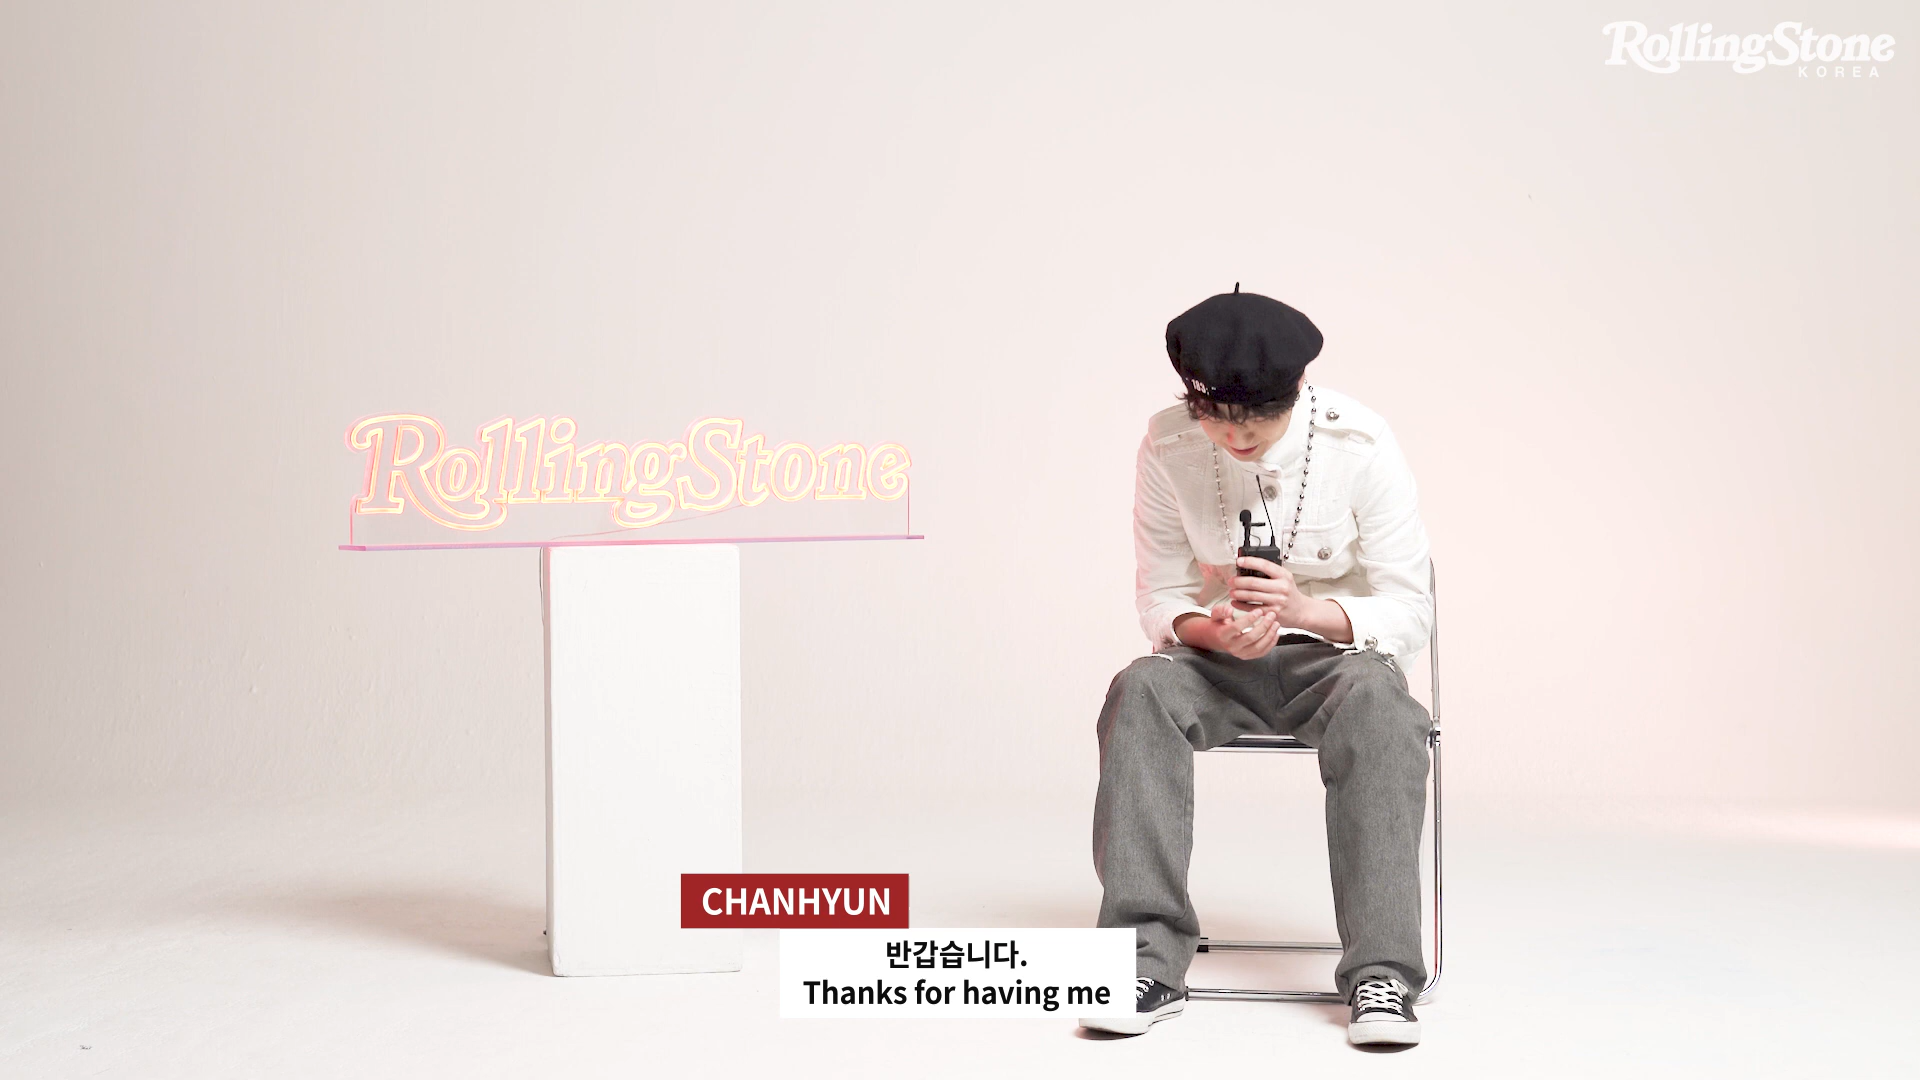 RollingStone
KOREA
RollingStone
CHANHYUN
반갑습니다.
Thanks for having me